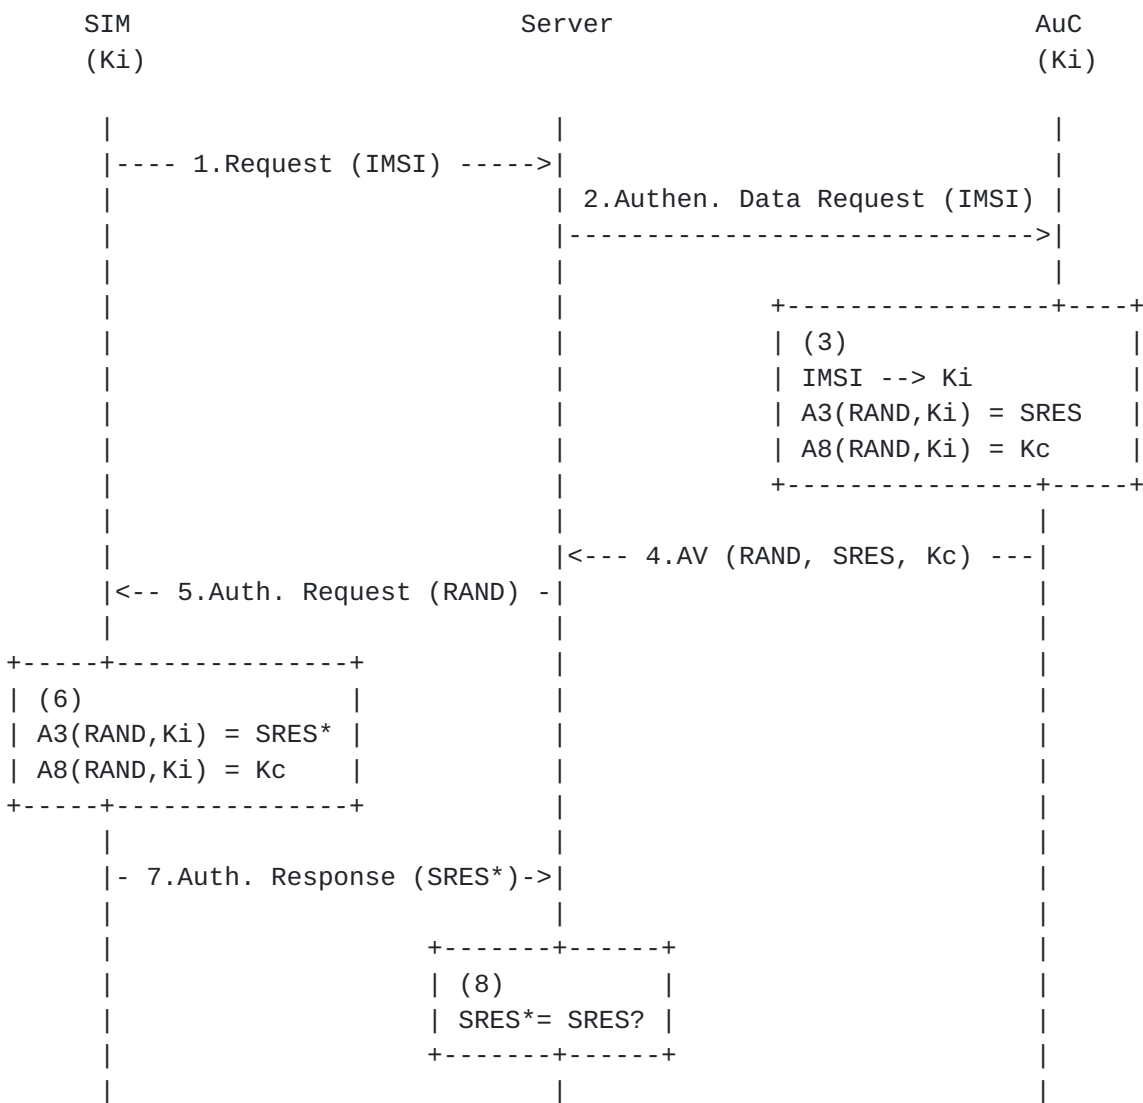 SIM Server AuC
(Ki) (Ki)
| | |
|---- 1.Request (IMSI) ----->| |
| | 2.Authen. Data Request (IMSI) |
| |------------------------------>|
| | |
| | +-----------------+----+
| | | (3) |
| | | IMSI --> Ki |
| | | A3(RAND,Ki) = SRES |
| | | A8(RAND,Ki) = Kc |
| | +----------------+-----+
| | |
| |<--- 4.AV (RAND, SRES, Kc) ---|
|<-- 5.Auth. Request (RAND) -| |
| | |
+-----+---------------+ | |
| (6) | | |
| A3(RAND,Ki) = SRES* | | |
| A8(RAND,Ki) = Kc | | |
+-----+---------------+ | |
| | |
|- 7.Auth. Response (SRES*)->| |
| | |
| +-------+------+ |
| | (8) | |
| | SRES*= SRES? | |
| +-------+------+ |
| | |